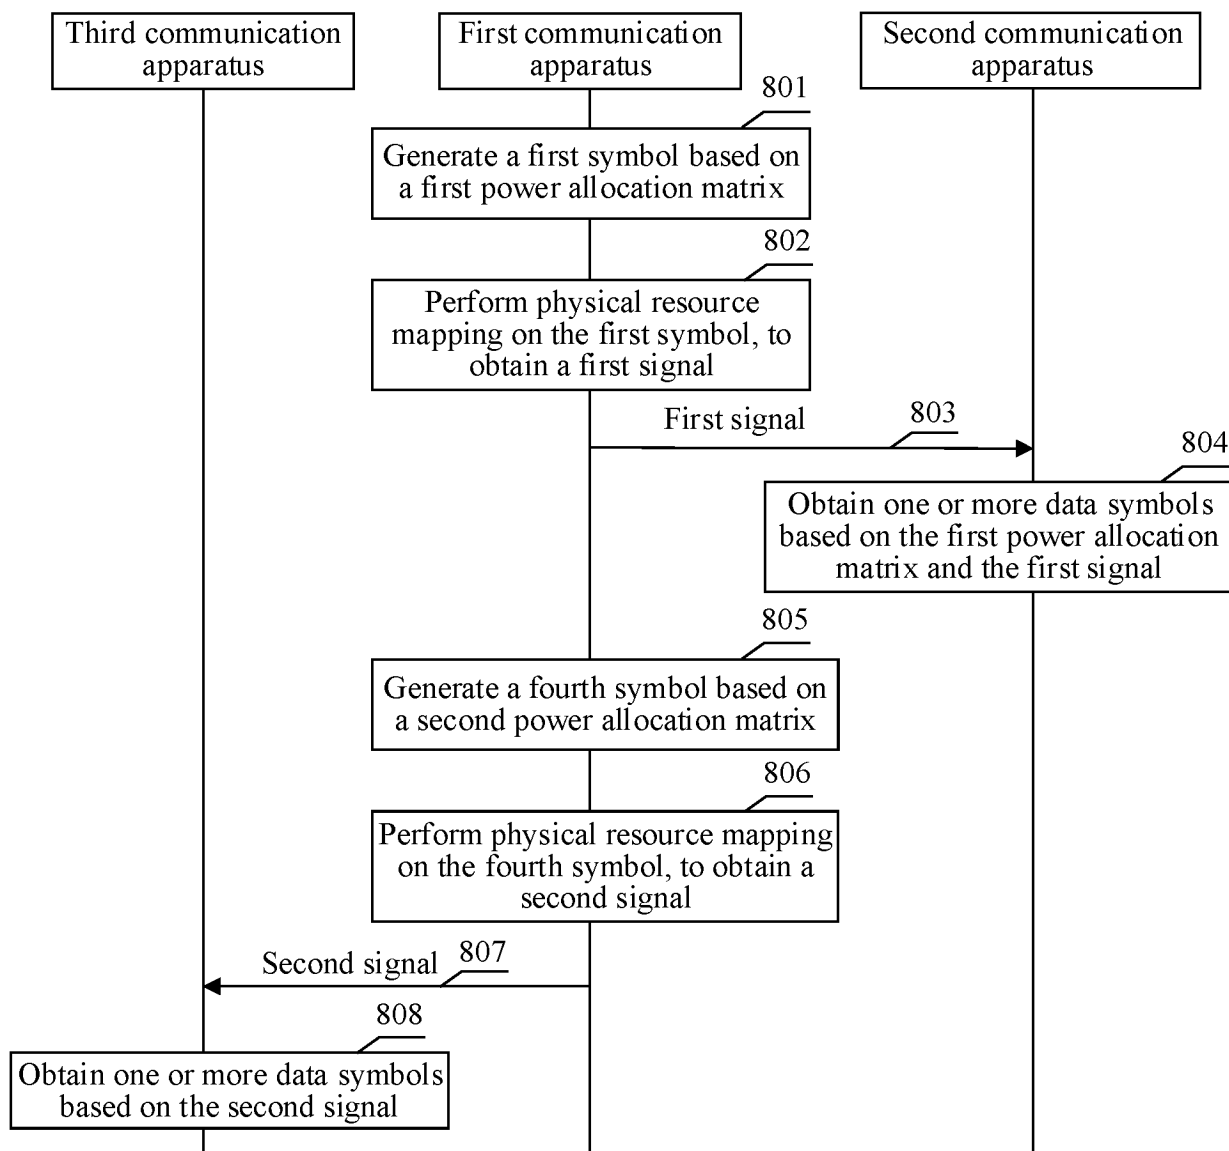 Third communication
apparatus
First communication
apparatus
Second communication
apparatus
801
Generate a first symbol based on
a first power allocation matrix
802
Perform physical resource
mapping on the first symbol, to
obtain a first signal
First signal
803
804
Obtain one or more data symbols
based on the first power allocation
matrix and the first signal
805
Generate a fourth symbol based on
a second power allocation matrix
806
Perform physical resource mapping
on the fourth symbol, to obtain a
second signal
Second signal
807
808
Obtain one or more data symbols
based on the second signal